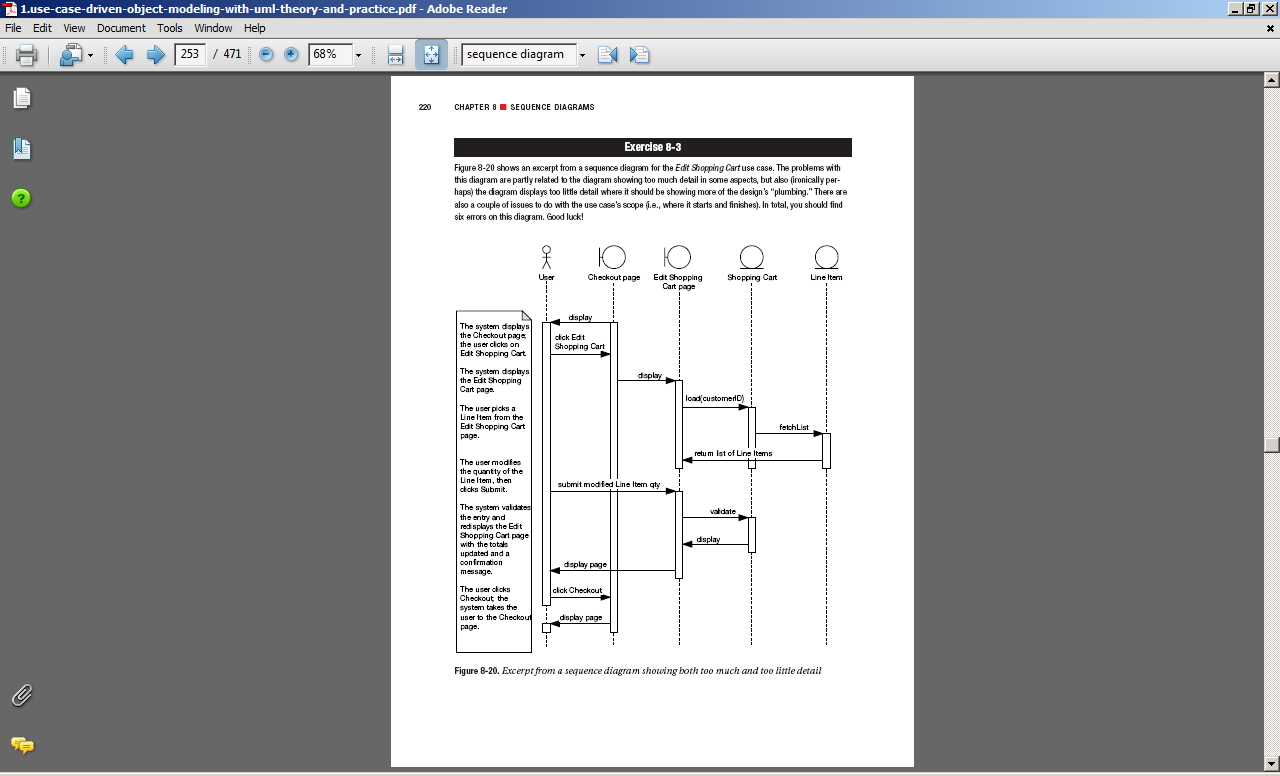 1.use-case-driven-object-modeling-with-uml-theory-and-practice.pdf - Adobe Reader
File Edit View Document Tools Window Help
253 / 471 68% sequence diagram
220 CHAPTER 8 ■ SEQUENCE DIAGRAMS
Exercise 8-3
Figure 8-20 shows an excerpt from a sequence diagram for the Edit Shopping Cart use case. The problems with
this diagram are partly related to the diagram showing too much detail in some aspects, but also (ironically per-
haps) the diagram displays too little detail where it should be showing more of the design's "plumbing." There are
also a couple of issues to do with the use case's scope (i.e., where it starts and finishes). In total, you should find
six errors on this diagram. Good luck!
User
Checkout page
Edit Shopping
Cart page
Shopping Cart
Line Item
The system displays
the Checkout page;
the user clicks on
Edit Shopping Cart.
The system displays
the Edit Shopping
Cart page.
The user picks a
Line Item from the
Edit Shopping Cart
page.
The user modifies
the quantity of the
Line Item, then
clicks Submit.
The system validates
the entry and
redisplays the Edit
Shopping Cart page
with the totals
updated and a
confirmation
message.
The user clicks
Checkout; the
system takes the
user to the Checkout
page.
display
click Edit
Shopping Cart
display
load(customerID)
fetchList
return list of Line Items
submit modified Line Item qty
validate
display
display page
click Checkout
display page
Figure 8-20. Excerpt from a sequence diagram showing both too much and too little detail